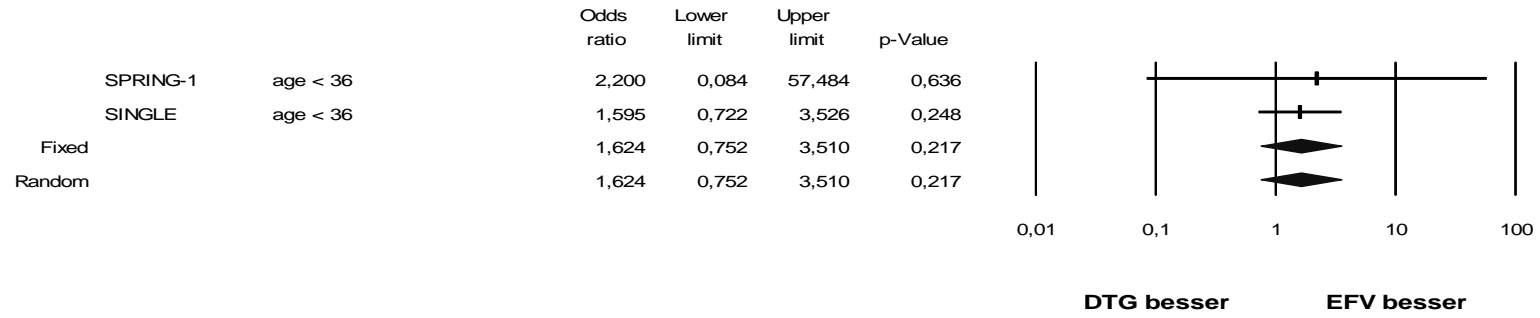 Odds Lower Upper
ratio limit limit p-Value
SPRING-1 age < 36 2,200 0,084 57,484 0,636
SINGLE age < 36 1,595 0,722 3,526 0,248
Fixed 1,624 0,752 3,510 0,217
Random 1,624 0,752 3,510 0,217
0,01 0,1 1 10 100
DTG besser EFV besser